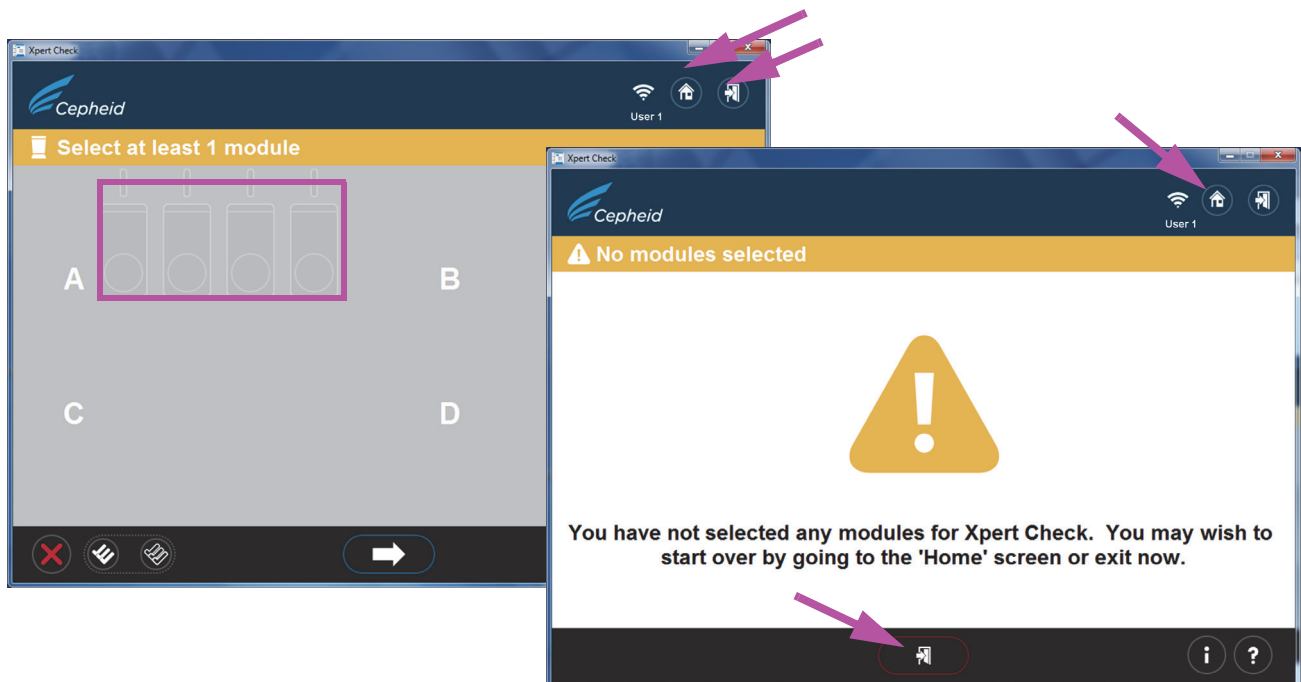 Xpert Check
Cepheid
User 1
Select at least 1 module
A
B
C
D
Xpert Check
Cepheid
User 1
No modules selected
You have not selected any modules for Xpert Check. You may wish to
start over by going to the 'Home' screen or exit now.